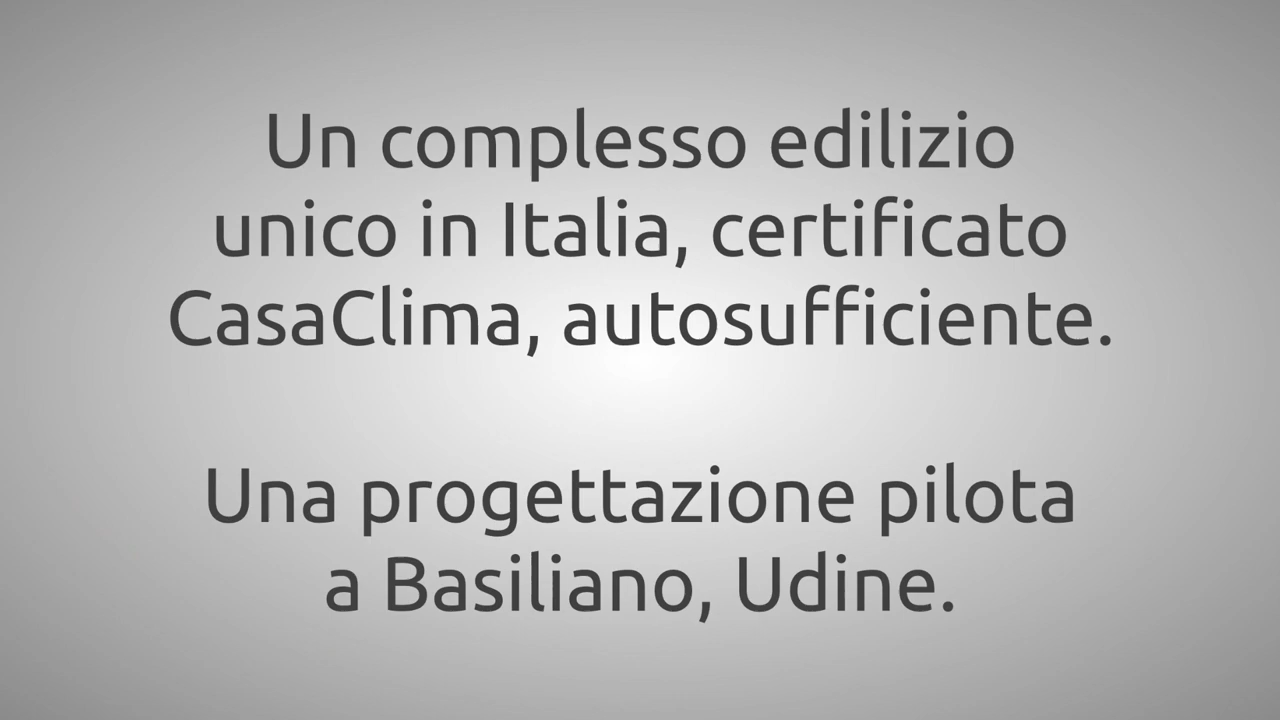 Un complesso edilizio
unico in Italia, certificato
CasaClima, autosufficiente.
Una progettazione pilota
a Basiliano, Udine.